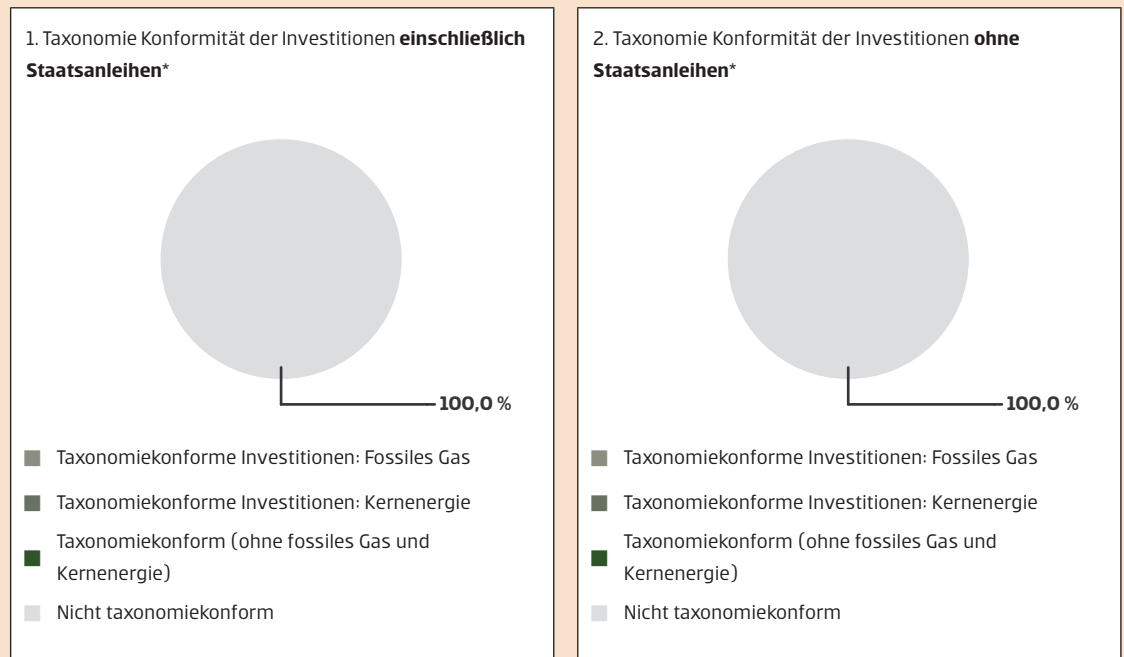 1. Taxonomie Konformität der Investitionen einschließlich
Staatsanleihen*
100,0 %
Taxonomiekonforme Investitionen: Fossiles Gas
Taxonomiekonforme Investitionen: Kernenergie
Taxonomiekonform (ohne fossiles Gas und
Kernenergie)
Nicht taxonomiekonform
2. Taxonomie Konformität der Investitionen ohne
Staatsanleihen*
100,0 %
Taxonomiekonforme Investitionen: Fossiles Gas
Taxonomiekonforme Investitionen: Kernenergie
Taxonomiekonform (ohne fossiles Gas und
Kernenergie)
Nicht taxonomiekonform